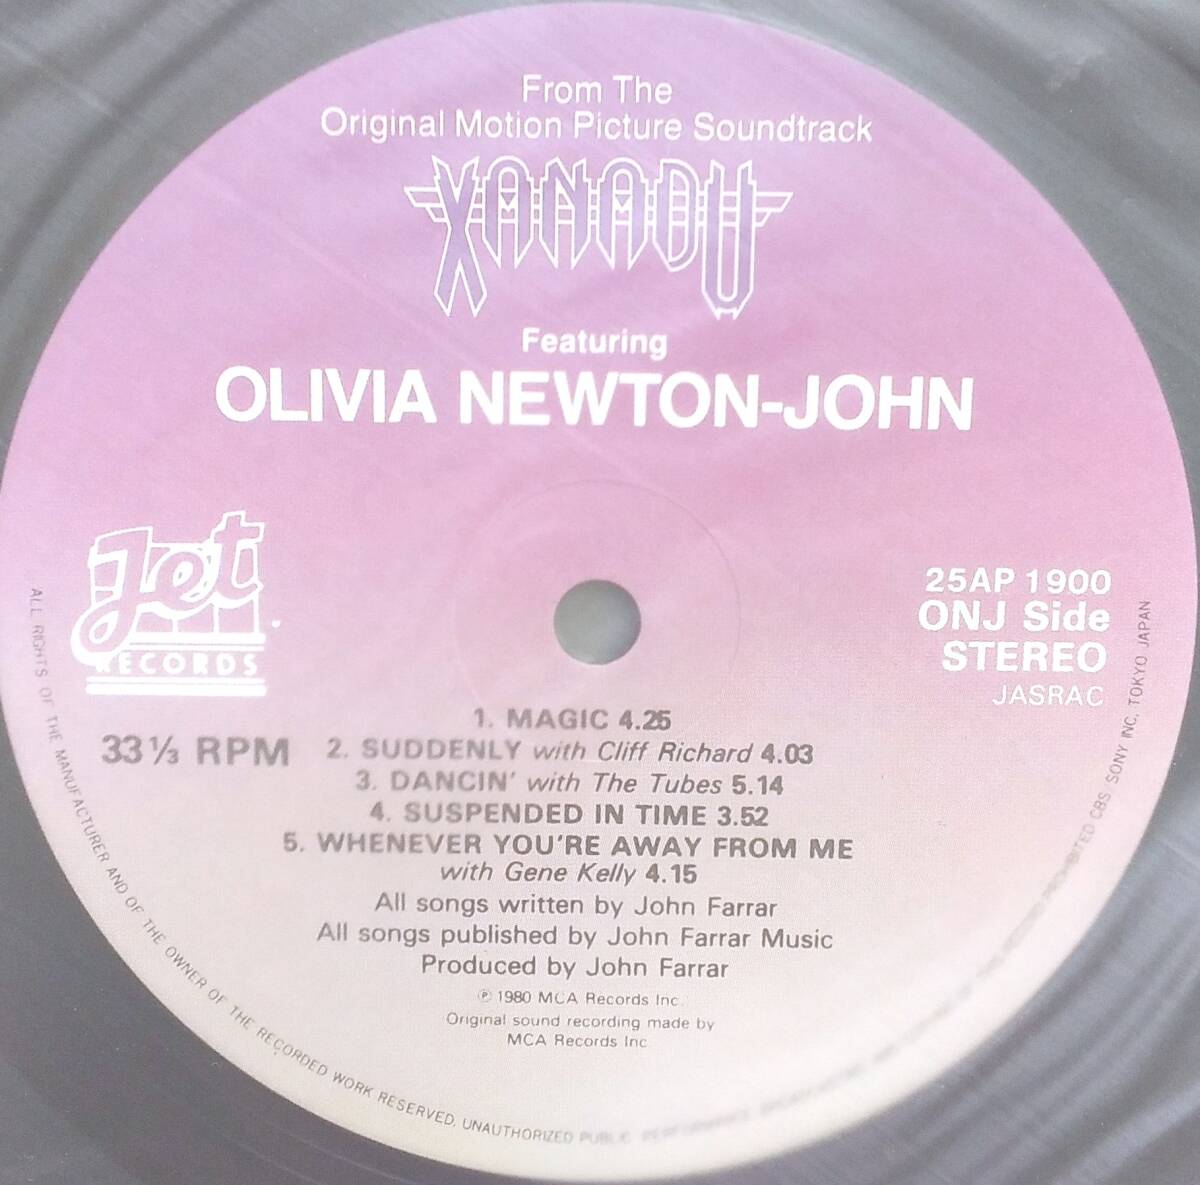 From The
Original Motion Picture Soundtrack
XANADU
Featuring
OLIVIA NEWTON-JOHN
Jet
RECORDS
25AP 1900
ONJ Side
STEREO
JASRAC
33⅓ RPM
1. MAGIC 4.25
2. SUDDENLY with Cliff Richard 4.03
3. DANCIN' with The Tubes 5.14
4. SUSPENDED IN TIME 3.52
5. WHENEVER YOU'RE AWAY FROM ME
with Gene Kelly 4.15
All songs written by John Farrar
All songs published by John Farrar Music
Produced by John Farrar
℗ 1980 MCA Records Inc.
Original sound recording made by
MCA Records Inc
ALL RIGHTS OF THE MANUFACTURER AND OF THE OWNER OF THE RECORDED WORK RESERVED. UNAUTHORIZED PUBLIC PERFORMANCE PROHIBITED CBS/SONY INC. TOKYO JAPAN